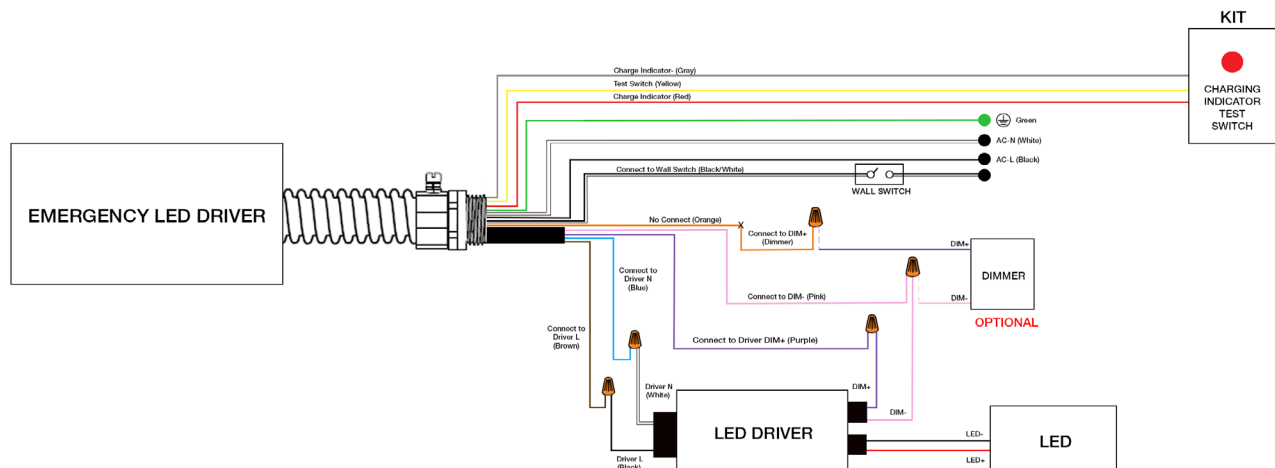 KIT
CHARGING
INDICATOR
TEST
SWITCH
Charge Indicator- (Gray)
Test Switch (Yellow)
Charge Indicator (Red)
Green
AC-N (White)
AC-L (Black)
Connect to Wall Switch (Black/White)
WALL SWITCH
EMERGENCY LED DRIVER
No Connect (Orange)
X
Connect to DIM+
(Dimmer)
DIM+
DIMMER
DIM-
OPTIONAL
Connect to
Driver N
(Blue)
Connect to DIM- (Pink)
Connect to
Driver L
(Brown)
Connect to Driver DIM+ (Purple)
Driver N
(White)
DIM+
DIM-
LED DRIVER
LED-
LED+
LED
Driver L
(Black)